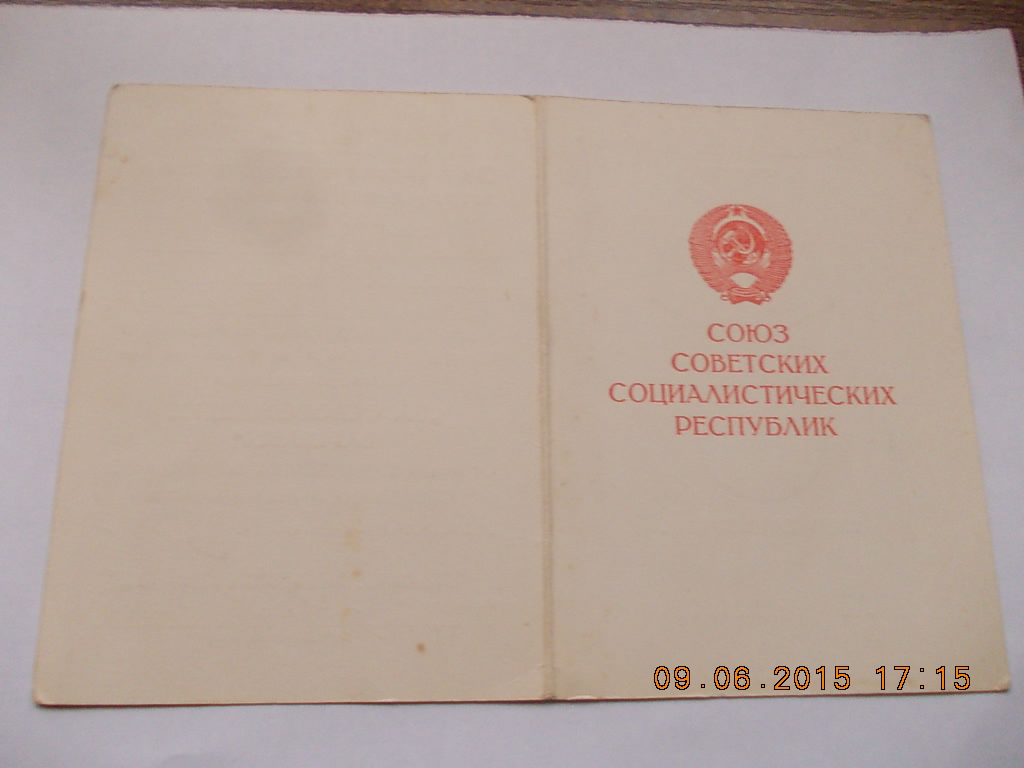 СОЮЗ
СОВЕТСКИХ
СОЦИАЛИСТИЧЕСКИХ
РЕСПУБЛИК
09.06.2015 17:15